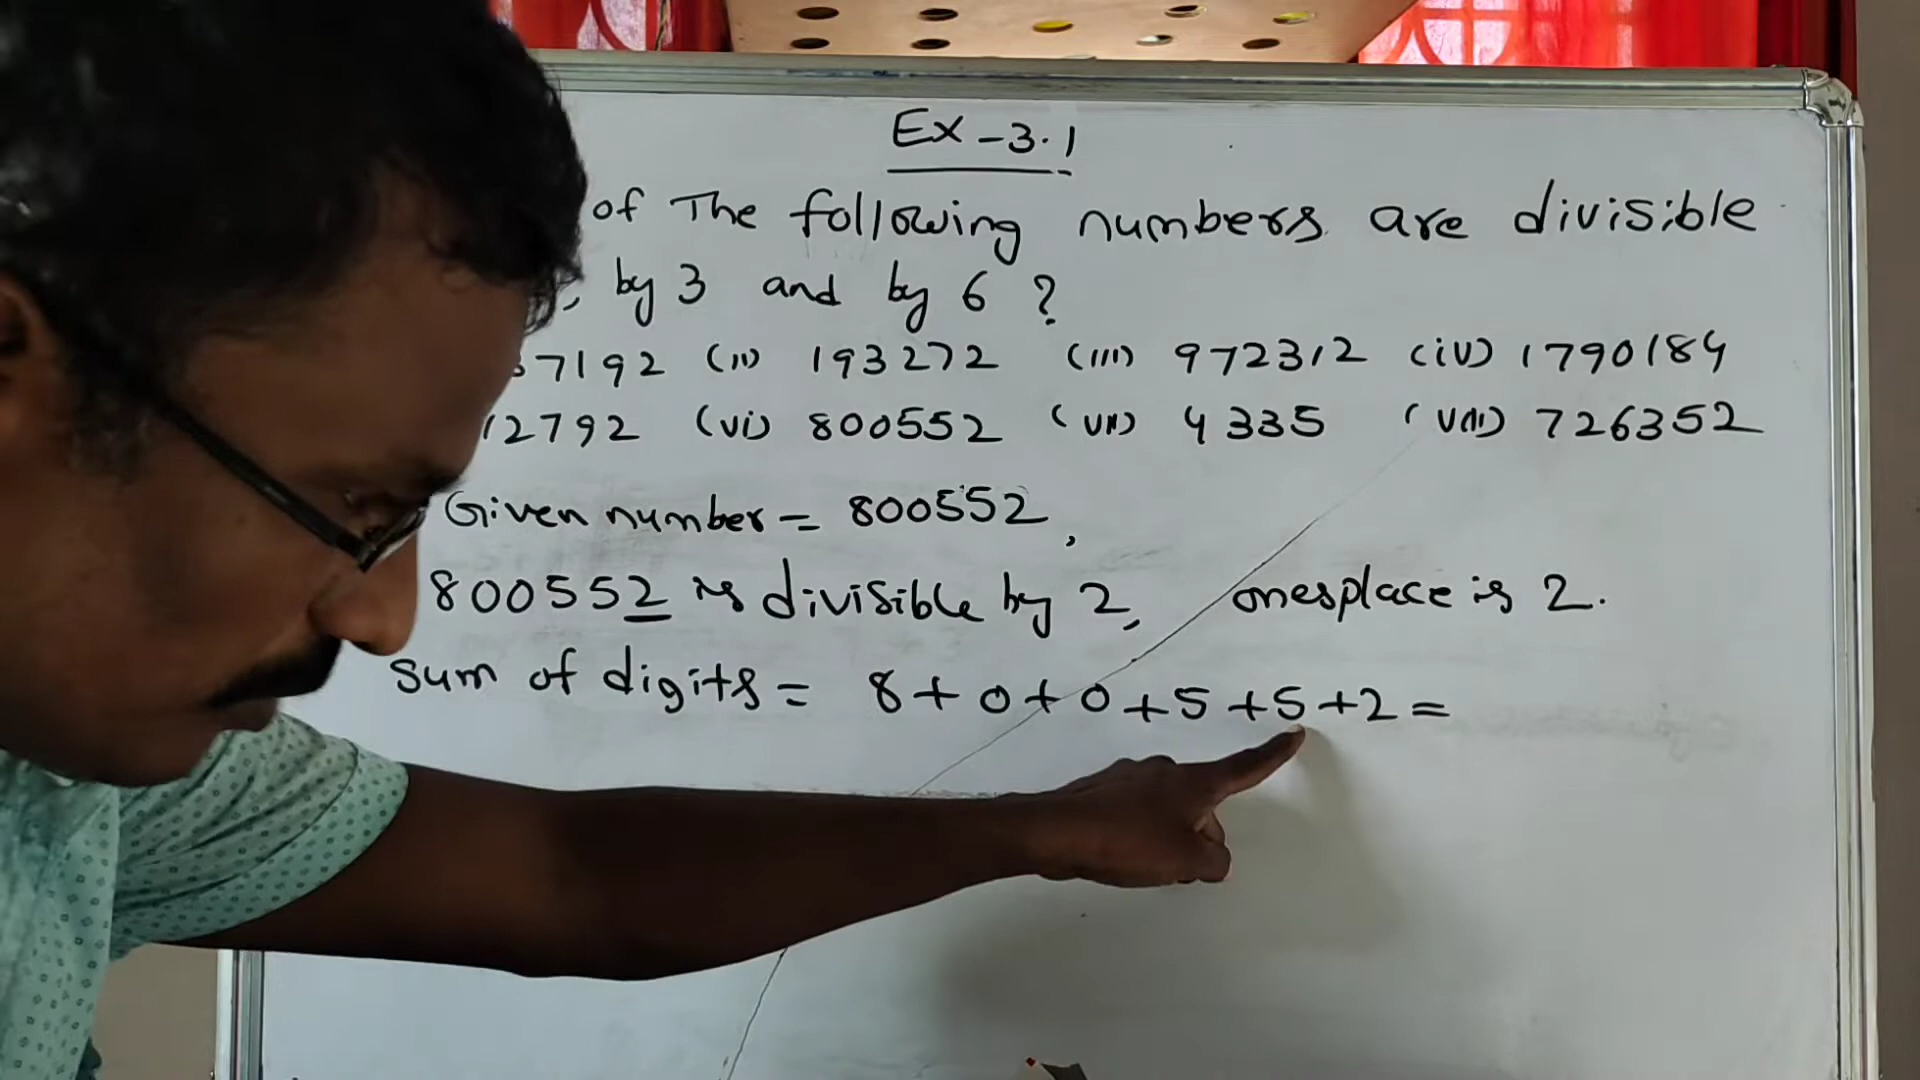 Ex - 3.1
of The following numbers are divisible
, by 3 and by 6 ?
37192 (ii) 193272 (iii) 972312 (iv) 1790184
12792 (vi) 800552 (vii) 4335 (viii) 726352
Given number = 800552,
800552 is divisible by 2, onesplace is 2.
sum of digits = 8 + 0 + 0 + 5 + 5 + 2 =